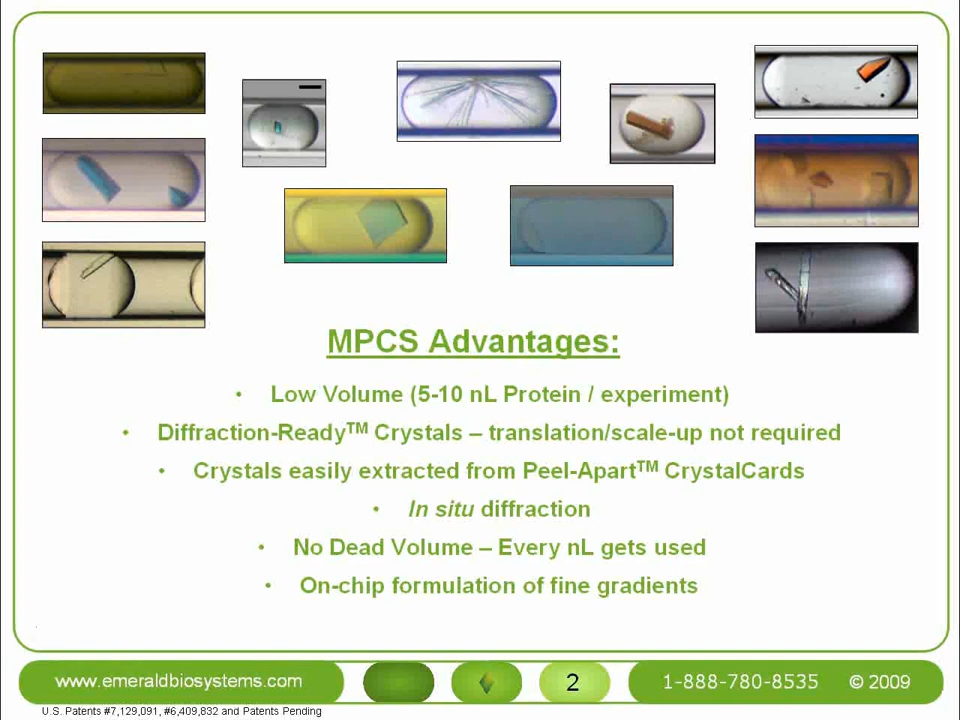 MPCS Advantages:
• Low Volume (5-10 nL Protein / experiment)
• Diffraction-Ready™ Crystals – translation/scale-up not required
• Crystals easily extracted from Peel-Apart™ CrystalCards
• In situ diffraction
• No Dead Volume – Every nL gets used
• On-chip formulation of fine gradients
www.emeraldbiosystems.com 2 1-888-780-8535 © 2009
U.S. Patents #7,129,091, #6,409,832 and Patents Pending